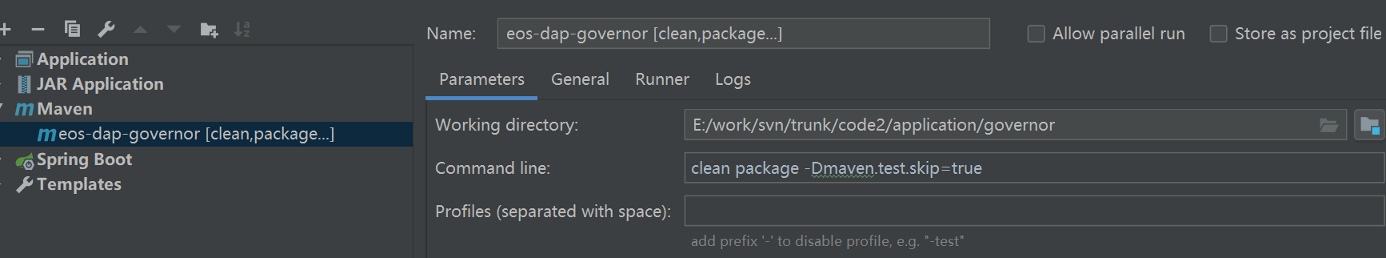 Name: eos-dap-governor [clean,package...] Allow parallel run Store as project file
Application
JAR Application
Maven
eos-dap-governor [clean,package...]
Spring Boot
Templates
Parameters General Runner Logs
Working directory: E:/work/svn/trunk/code2/application/governor
Command line: clean package -Dmaven.test.skip=true
Profiles (separated with space):
add prefix '-' to disable profile, e.g. "-test"